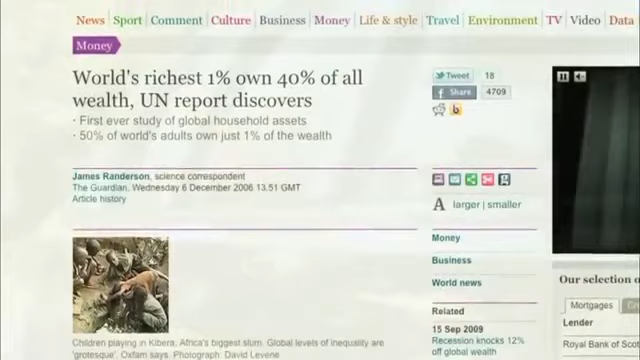 News Sport Comment Culture Business Money Life & style Travel Environment TV Video Data
Money
World's richest 1% own 40% of all
wealth, UN report discovers
· First ever study of global household assets
· 50% of world's adults own just 1% of the wealth
Tweet 18
Share 4709
James Randerson, science correspondent
The Guardian, Wednesday 6 December 2006 13.51 GMT
Article history
A larger | smaller
Money
Business
World news
Related
15 Sep 2009
Recession knocks 12%
off global wealth
Children playing in Kibera, Africa's biggest slum. Global levels of inequality are
'grotesque', Oxfam says. Photograph: David Levene
Our selection
Mortgages
Lender
Royal Bank of Scot